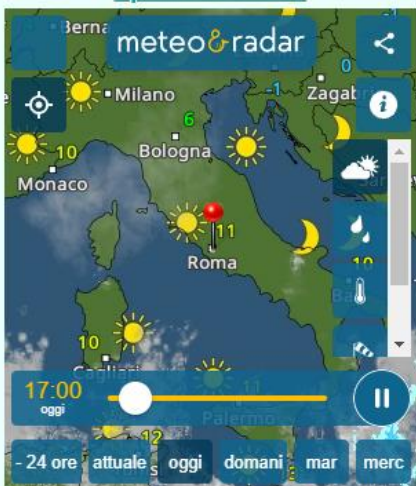 Berna
meteo&radar
0
-1
Zagab
Milano
6
Bologna
10
Monaco
11
Roma
10
10
Cagliari
17:00
oggi
11
Palermo
12
- 24 ore
attuale
oggi
domani
mar
merc